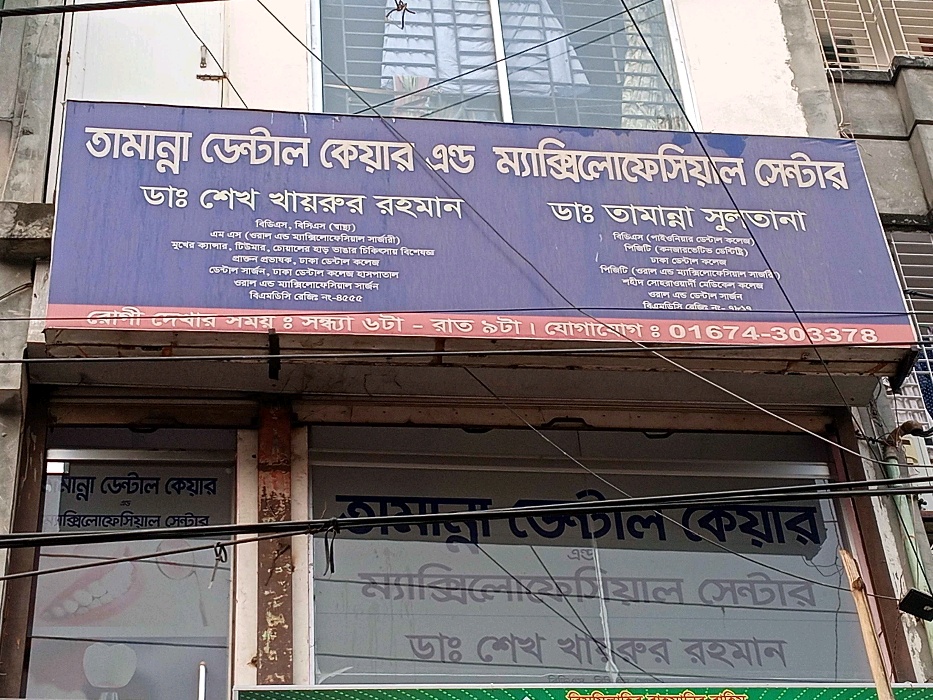 তামান্না ডেন্টাল কেয়ার এন্ড ম্যাক্সিলোফেসিয়াল সেন্টার
ডাঃ শেখ খায়রুর রহমান
বিডিএস, বিসিএস (স্বাস্থ্য)
এম এস (ওরাল এন্ড ম্যাক্সিলোফেসিয়াল সার্জারী)
মুখের ক্যান্সার, টিউমার, চোয়ালের হাড় ভাঙার চিকিৎসায় বিশেষজ্ঞ
প্রাক্তন প্রভাষক, ঢাকা ডেন্টাল কলেজ
ডেন্টাল সার্জন, ঢাকা ডেন্টাল কলেজ হাসপাতাল
ওরাল এন্ড ম্যাক্সিলোফেসিয়াল সার্জন
বিএমডিসি রেজিঃ নং-৪৫৫৫
ডাঃ তামান্না সুলতানা
বিডিএস (পাইওনিয়ার ডেন্টাল কলেজ)
পিজিটি (কনজারভেটিভ ডেন্টিষ্ট্রি)
ঢাকা ডেন্টাল কলেজ
পিজিটি (ওরাল এন্ড ম্যাক্সিলোফেসিয়াল সার্জারী)
শহীদ সোহরাওয়ার্দী মেডিকেল কলেজ
ওরাল এন্ড ডেন্টাল সার্জন
বিএমডিসি রেজিঃ নং-
রোগী দেখার সময় ঃ সন্ধ্যা ৬টা - রাত ৯টা। যোগাযোগ ঃ 01674-303378
তামান্না ডেন্টাল কেয়ার
এন্ড
ম্যাক্সিলোফেসিয়াল সেন্টার
তামান্না ডেন্টাল কেয়ার
এন্ড
ম্যাক্সিলোফেসিয়াল সেন্টার
ডাঃ শেখ খায়রুর রহমান